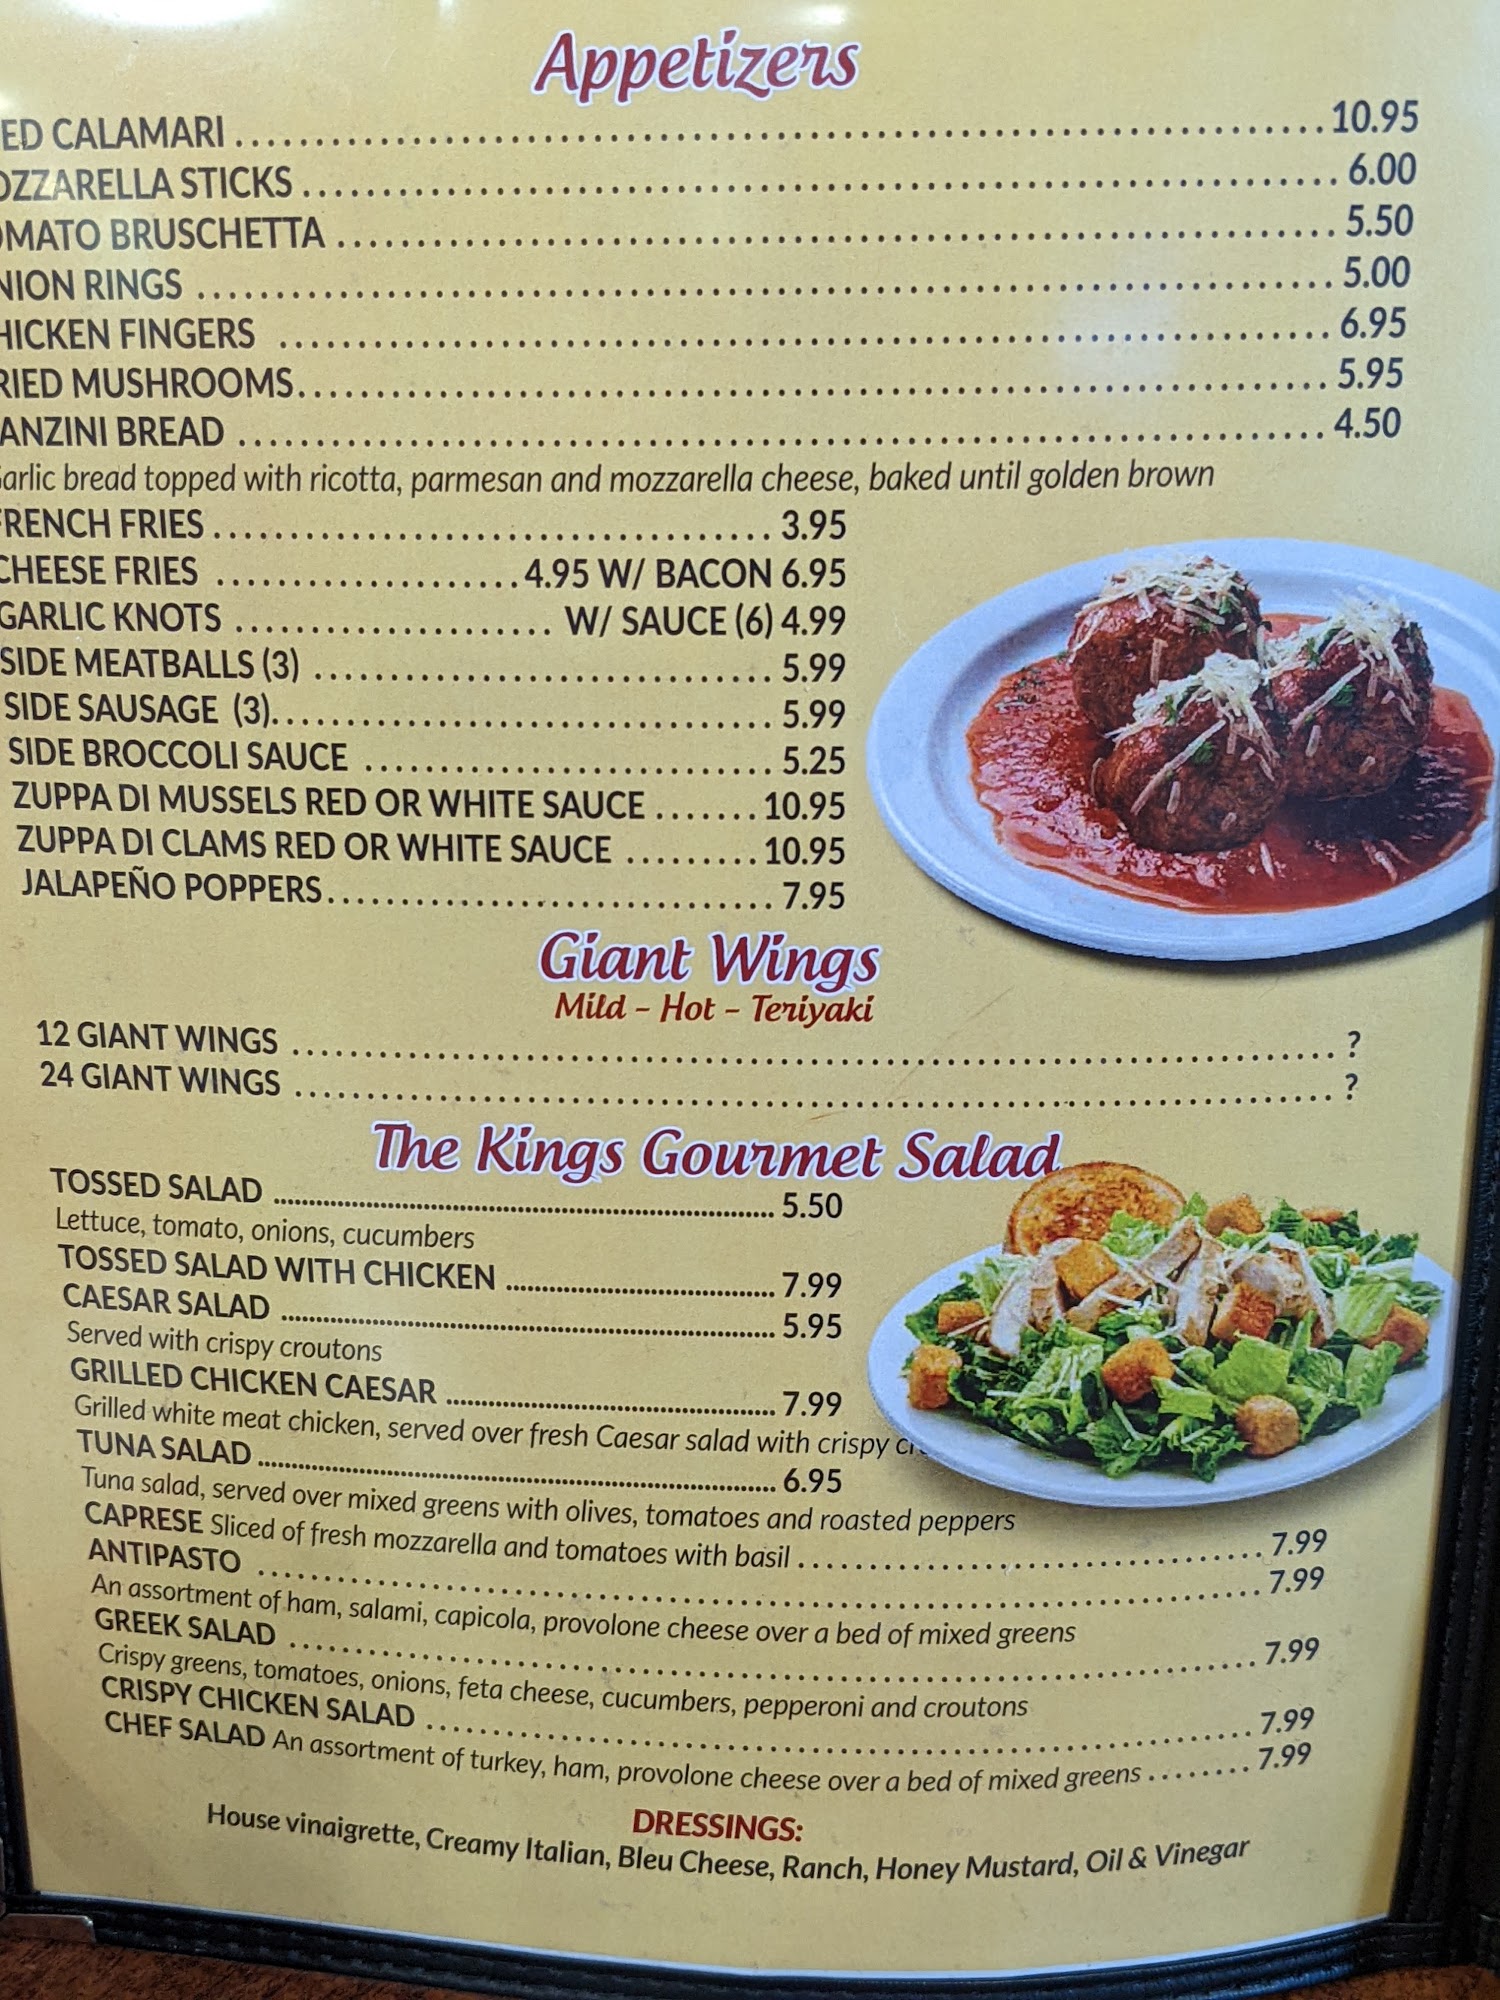 Appetizers
ED CALAMARI ........ 10.95
OZZARELLA STICKS ........ 6.00
OMATO BRUSCHETTA ........ 5.50
NION RINGS ........ 5.00
HICKEN FINGERS ........ 6.95
RIED MUSHROOMS ........ 5.95
ANZINI BREAD ........ 4.50
arlic bread topped with ricotta, parmesan and mozzarella cheese, baked until golden brown
FRENCH FRIES ........ 3.95
CHEESE FRIES ........ 4.95 W/ BACON 6.95
GARLIC KNOTS ........ W/ SAUCE (6) 4.99
SIDE MEATBALLS (3) ........ 5.99
SIDE SAUSAGE (3) ........ 5.99
SIDE BROCCOLI SAUCE ........ 5.25
ZUPPA DI MUSSELS RED OR WHITE SAUCE ........ 10.95
ZUPPA DI CLAMS RED OR WHITE SAUCE ........ 10.95
JALAPEÑO POPPERS ........ 7.95
Giant Wings
Mild - Hot - Teriyaki
12 GIANT WINGS ........ ?
24 GIANT WINGS ........ ?
The Kings Gourmet Salad
TOSSED SALAD ........ 5.50
Lettuce, tomato, onions, cucumbers
TOSSED SALAD WITH CHICKEN ........ 7.99
CAESAR SALAD ........ 5.95
Served with crispy croutons
GRILLED CHICKEN CAESAR ........ 7.99
Grilled white meat chicken, served over fresh Caesar salad with crispy
TUNA SALAD ........ 6.95
Tuna salad, served over mixed greens with olives, tomatoes and roasted peppers
CAPRESE Sliced of fresh mozzarella and tomatoes with basil ........ 7.99
ANTIPASTO ........ 7.99
An assortment of ham, salami, capicola, provolone cheese over a bed of mixed greens
GREEK SALAD ........ 7.99
Crispy greens, tomatoes, onions, feta cheese, cucumbers, pepperoni and croutons
CRISPY CHICKEN SALAD ........ 7.99
CHEF SALAD An assortment of turkey, ham, provolone cheese over a bed of mixed greens ........ 7.99
DRESSINGS:
House vinaigrette, Creamy Italian, Bleu Cheese, Ranch, Honey Mustard, Oil & Vinegar